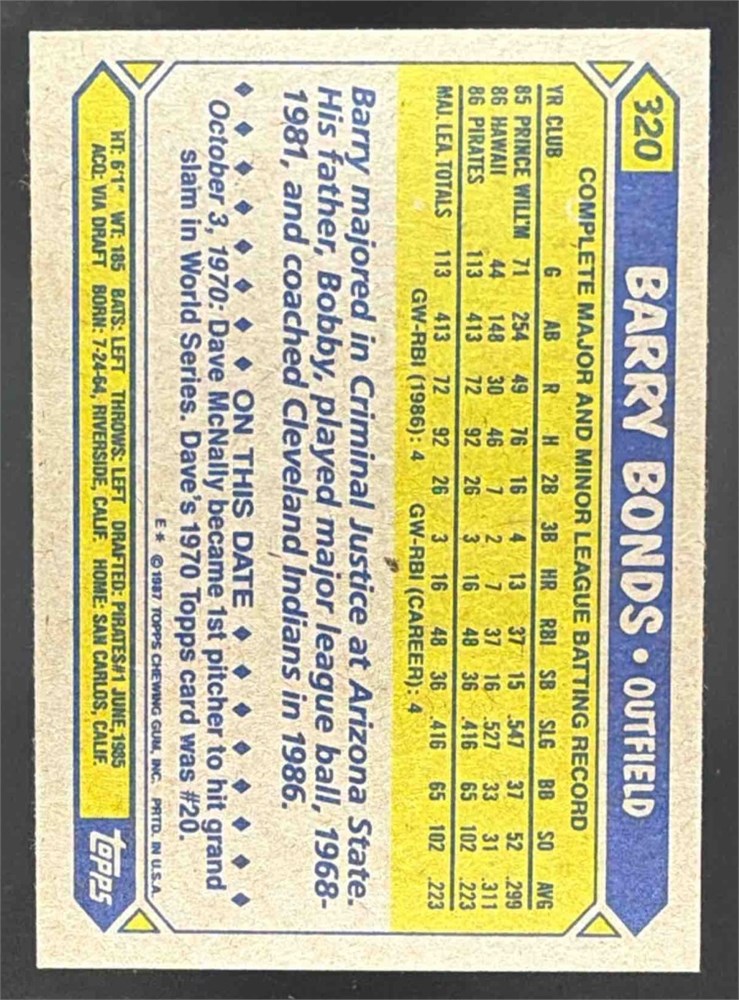 320 BARRY BONDS • OUTFIELD
COMPLETE MAJOR AND MINOR LEAGUE BATTING RECORD
YR CLUB G AB R H 2B 3B HR RBI SB SLG BB SO AVG
85 PRINCE WILL'M 71 254 49 76 16 4 13 37 15 .547 37 52 .299
86 HAWAII 44 148 30 46 7 2 7 37 16 .527 33 31 .311
86 PIRATES 113 413 72 92 26 3 16 48 36 .416 65 102 .223
MAJ. LEA. TOTALS 113 413 72 92 26 3 16 48 36 .416 65 102 .223
GW-RBI (1986): 4 GW-RBI (CAREER): 4
Barry majored in Criminal Justice at Arizona State.
His father, Bobby, played major league ball, 1968-
1981, and coached Cleveland Indians in 1986.
ON THIS DATE
October 3, 1970: Dave McNally became 1st pitcher to hit grand
slam in World Series. Dave's 1970 Topps card was #20.
E* ©1987 TOPPS CHEWING GUM, INC. PRTD. IN U.S.A.
HT: 6'1" WT: 185 BATS: LEFT THROWS: LEFT DRAFTED: PIRATES#1 JUNE 1985
ACQ: VIA DRAFT BORN: 7-24-64, RIVERSIDE, CALIF. HOME: SAN CARLOS, CALIF.
topps